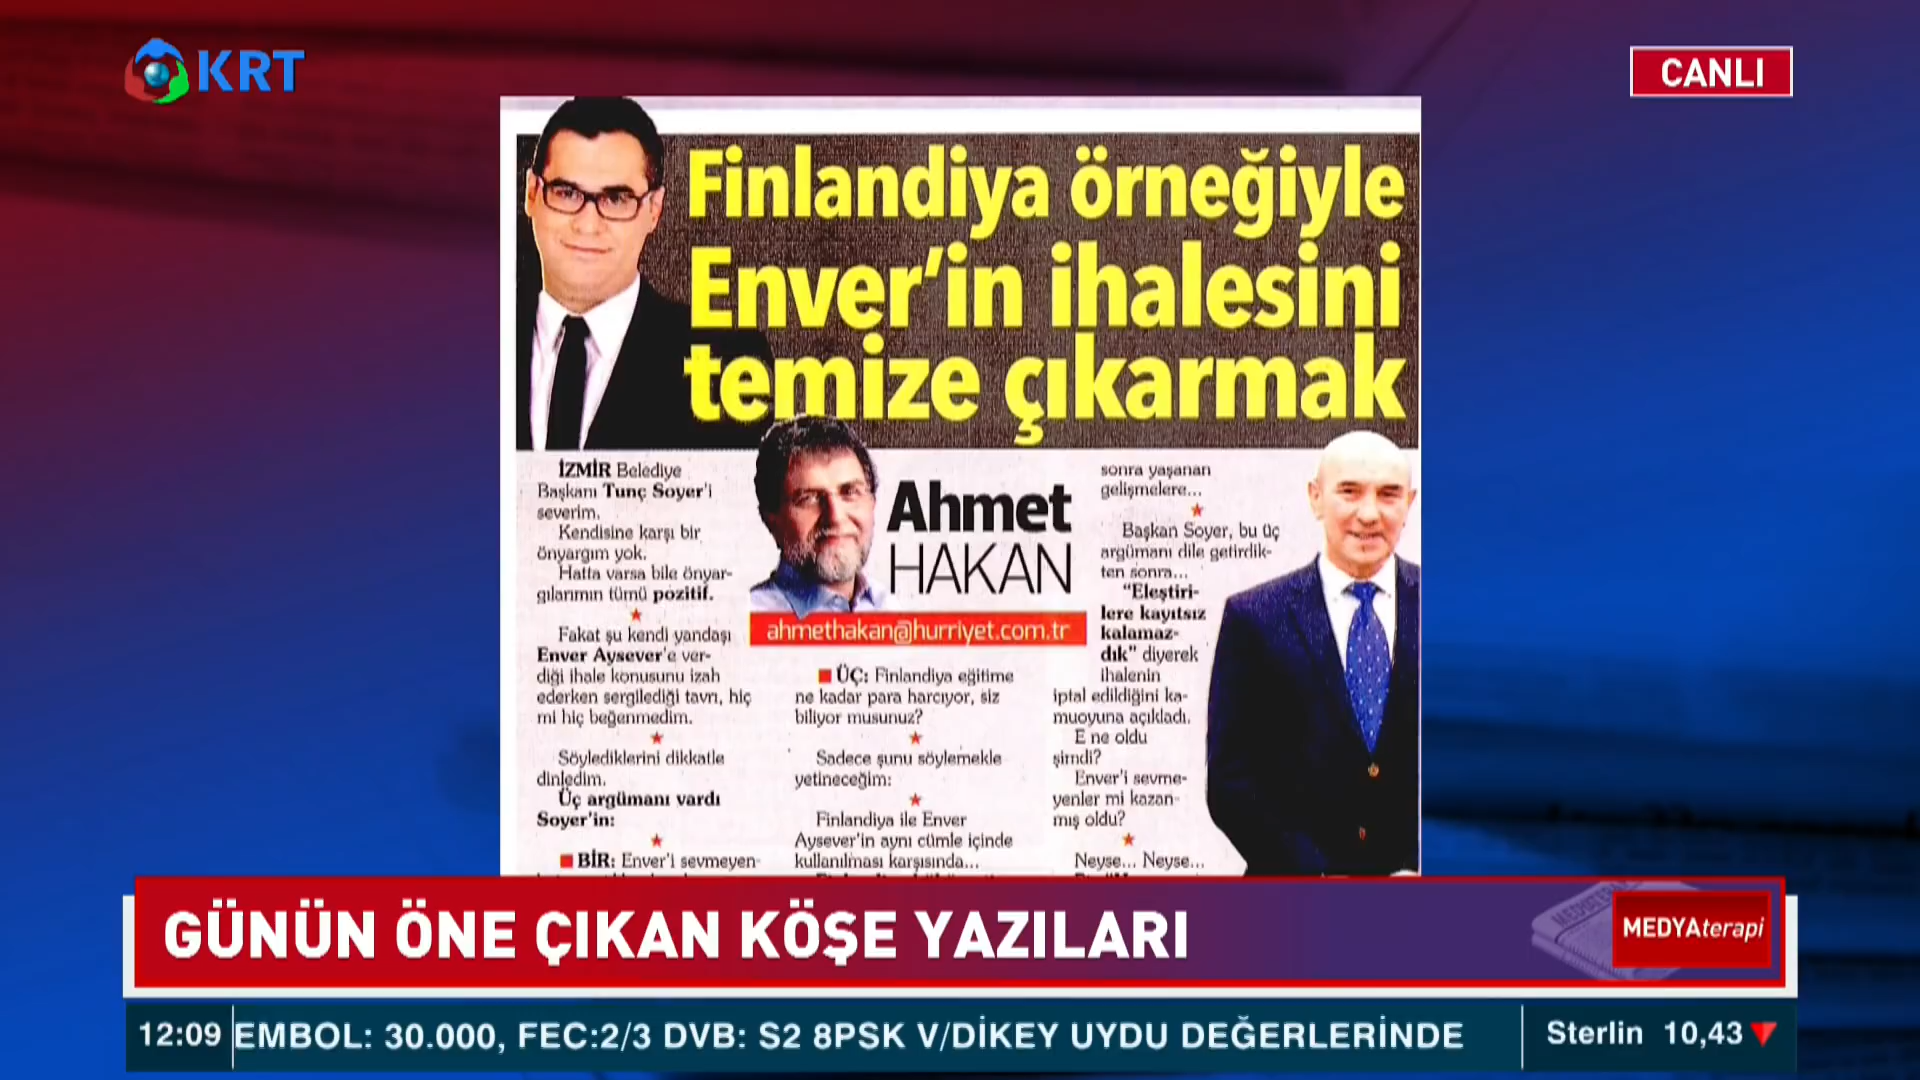 KRT
CANLI
Finlandiya örneğiyle
Enver'in ihalesini
temize çıkarmak
İZMİR Belediye
Başkanı Tunç Soyer'i
severim.
Kendisine karşı bir
önyargım yok.
Hatta varsa bile önyar-
gılarımın tümü pozitif.
Fakat şu kendi yandaşı
Enver Aysever'e ver-
diği ihale konusunu izah
ederken sergilediği tavrı, hiç
mi hiç beğenmedim.
Söylediklerini dikkatle
dinledim.
Üç argümanı vardı
Soyer'in:
BİR: Enver'i sevmeyen-
Ahmet
HAKAN
ahmethakan@hurriyet.com.tr
ÜÇ: Finlandiya eğitime
ne kadar para harcıyor, siz
biliyor musunuz?
Sadece şunu söylemekle
yetineceğim:
Finlandiya ile Enver
Aysever'in aynı cümle içinde
kullanılması karşısında...
sonra yaşanan
gelişmelere...
Başkan Soyer, bu üç
argümanı dile getirdik-
ten sonra...
"Eleştiri-
lere kayıtsız
kalamaz-
dık" diyerek
ihalenin
iptal edildiğini ka-
muoyuna açıkladı.
E ne oldu
şimdi?
Enver'i sevme-
yenler mi kazan-
mış oldu?
Neyse... Neyse...
GÜNÜN ÖNE ÇIKAN KÖŞE YAZILARI
MEDYAterapi
12:09 EMBOL: 30.000, FEC:2/3 DVB: S2 8PSK V/DİKEY UYDU DEĞERLERİNDE Sterlin 10,43